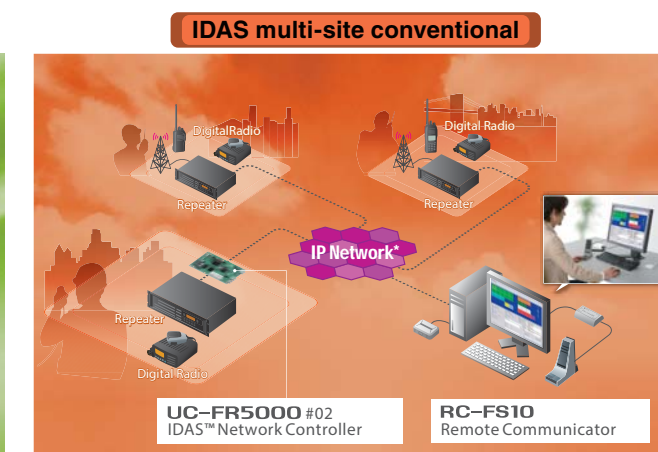 IDAS multi-site conventional
DigitalRadio
Repeater
Digital Radio
Repeater
IP Network*
Repeater
Digital Radio
UC-FR5000 #02
IDAS™ Network Controller
RC-FS10
Remote Communicator